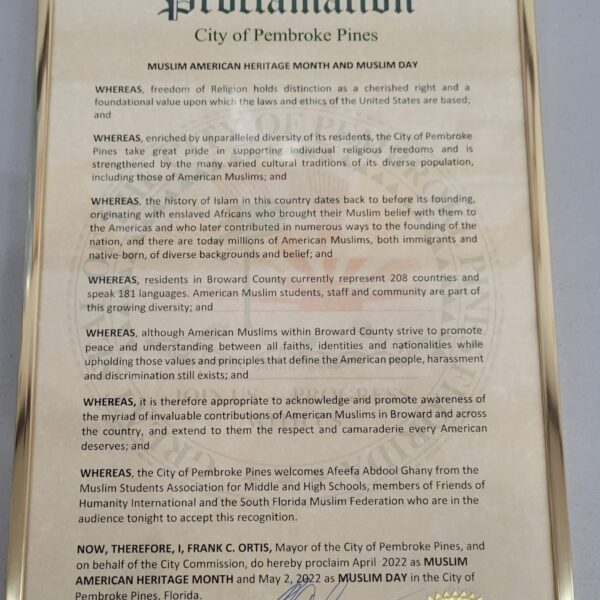 Proclamation
City of Pembroke Pines
MUSLIM AMERICAN HERITAGE MONTH AND MUSLIM DAY
WHEREAS, freedom of Religion holds distinction as a cherished right and a
foundational value upon which the laws and ethics of the United States are based;
and
WHEREAS, enriched by unparalleled diversity of its residents, the City of Pembroke
Pines take great pride in supporting individual religious freedoms and is
strengthened by the many varied cultural traditions of its diverse population,
including those of American Muslims; and
WHEREAS, the history of Islam in this country dates back to before its founding,
originating with enslaved Africans who brought their Muslim belief with them to
the Americas and who later contributed in numerous ways to the founding of the
nation, and there are today millions of American Muslims, both immigrants and
native-born, of diverse backgrounds and belief; and
WHEREAS, residents in Broward County currently represent 208 countries and
speak 181 languages. American Muslim students, staff and community are part of
this growing diversity; and
WHEREAS, although American Muslims within Broward County strive to promote
peace and understanding between all faiths, identities and nationalities while
upholding those values and principles that define the American people, harassment
and discrimination still exists; and
WHEREAS, it is therefore appropriate to acknowledge and promote awareness of
the myriad of invaluable contributions of American Muslims in Broward and across
the country, and extend to them the respect and camaraderie every American
deserves; and
WHEREAS, the City of Pembroke Pines welcomes Afeefa Abdool Ghany from the
Muslim Students Association for Middle and High Schools, members of Friends of
Humanity International and the South Florida Muslim Federation who are in the
audience tonight to accept this recognition.
NOW, THEREFORE, I, FRANK C. ORTIS, Mayor of the City of Pembroke Pines, and
on behalf of the City Commission, do hereby proclaim April 2022 as MUSLIM
AMERICAN HERITAGE MONTH and May 2, 2022 as MUSLIM DAY in the City of
Pembroke Pines, Florida.